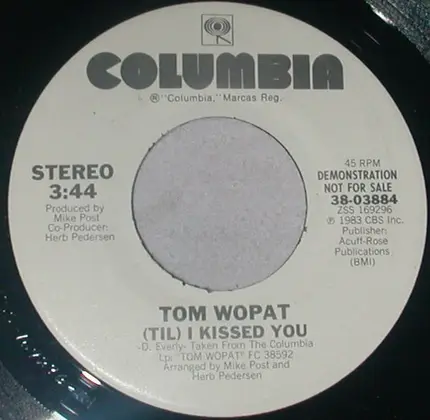 COLUMBIA
® "Columbia," Marcas Reg.
STEREO
3:44
Produced by
Mike Post
Co-Producer:
Herb Pedersen
45 RPM
DEMONSTRATION
NOT FOR SALE
38-03884
ZSS 169296
℗ 1983 CBS Inc.
Publisher:
Acuff-Rose
Publications
(BMI)
TOM WOPAT
(TIL) I KISSED YOU
-D. Everly- Taken From The Columbia
Lp: "TOM WOPAT" FC 38592
Arranged by Mike Post and
Herb Pedersen